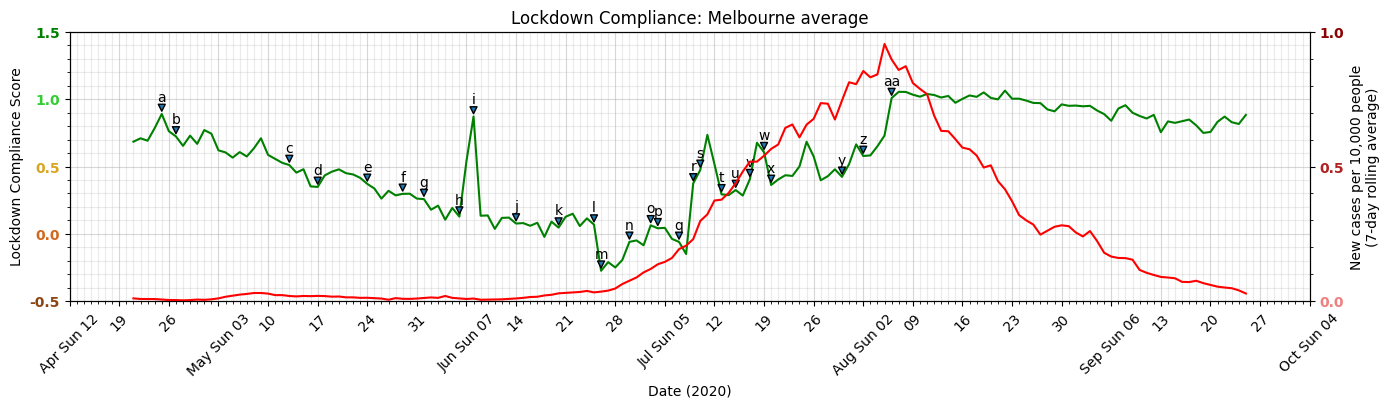 Lockdown Compliance: Melbourne average
1.5
1.0
0.5
0.0
-0.5
Lockdown Compliance Score
a
b
c
d
e
f
g
h
i
j
k
l
m
n
o
p
q
r
s
t
u
v
w
x
y
z
aa
1.0
0.5
0.0
New cases per 10,000 people
(7-day rolling average)
Apr Sun 12
19
26
May Sun 03
10
17
24
31
Jun Sun 07
14
21
28
Jul Sun 05
12
19
26
Aug Sun 02
09
16
23
30
Sep Sun 06
13
20
27
Oct Sun 04
Date (2020)